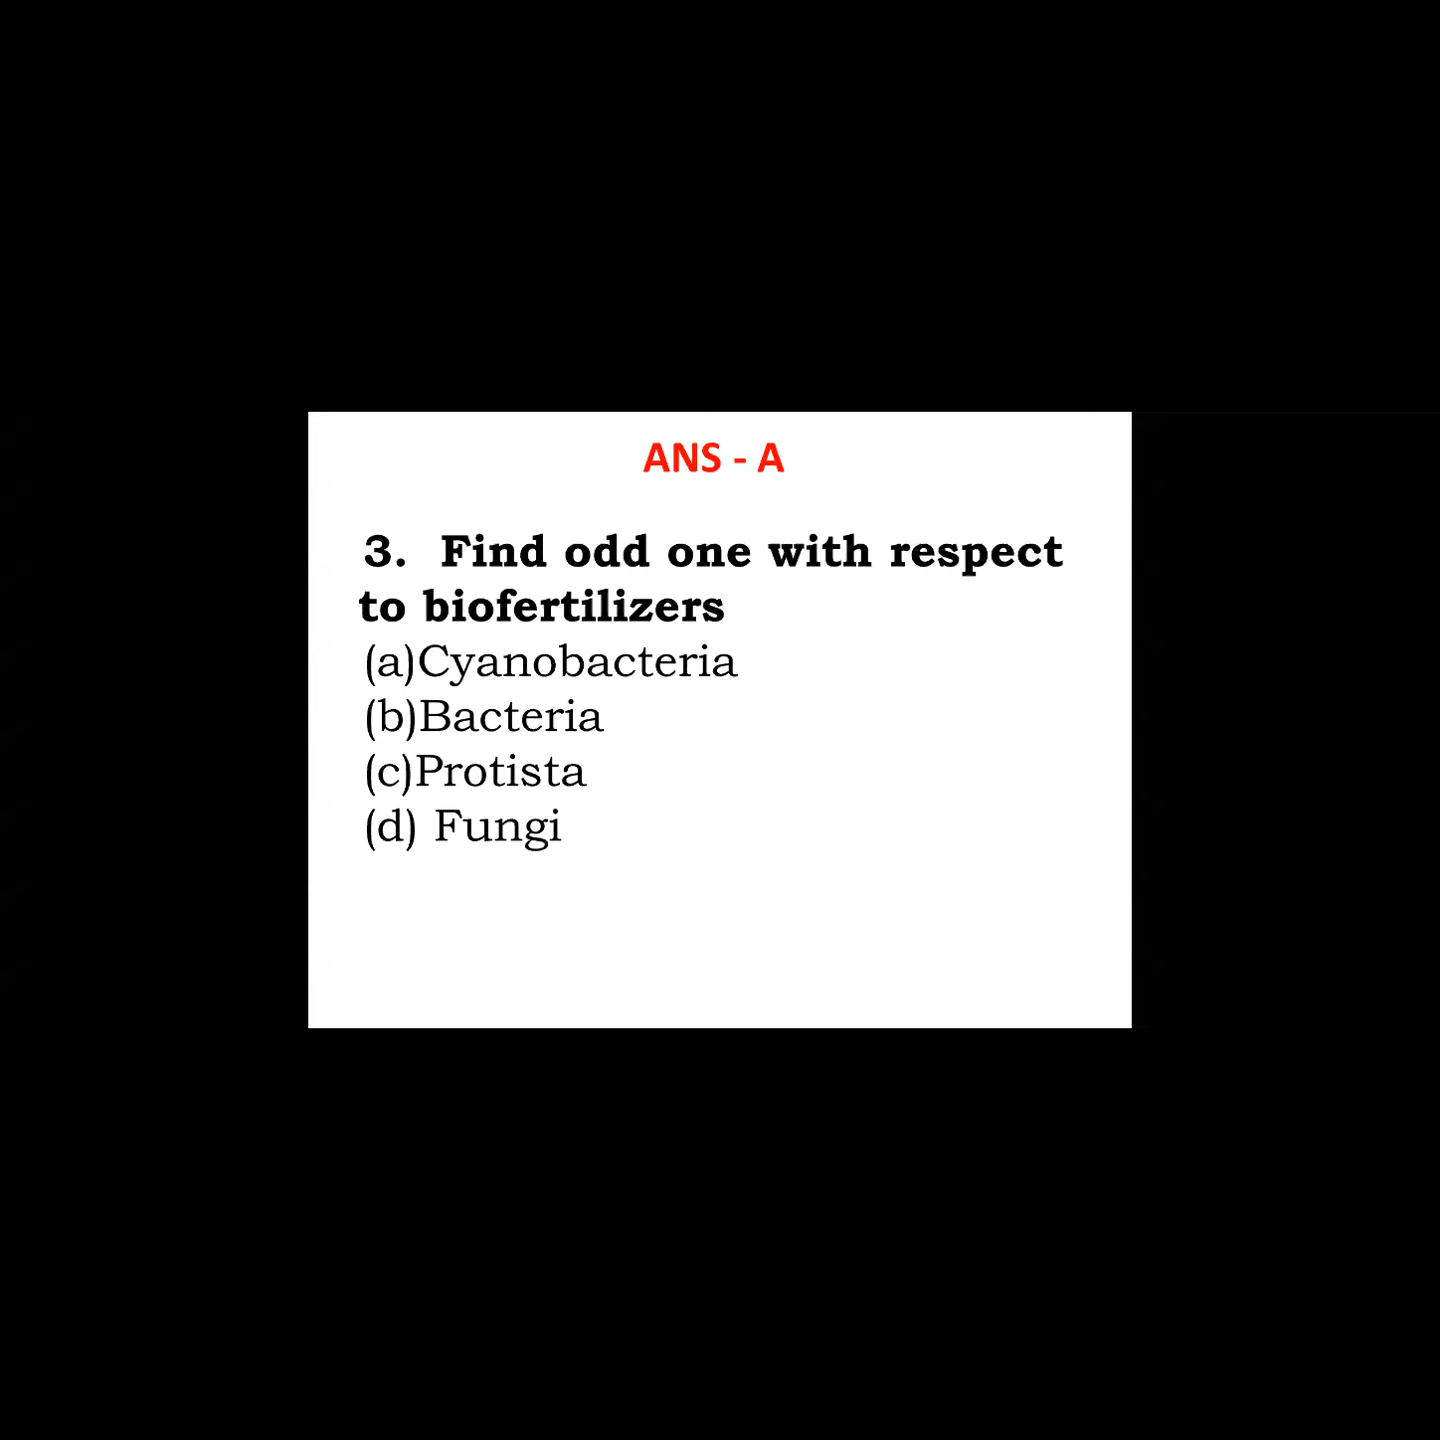 ANS - A
3. Find odd one with respect
to biofertilizers
(a)Cyanobacteria
(b)Bacteria
(c)Protista
(d) Fungi